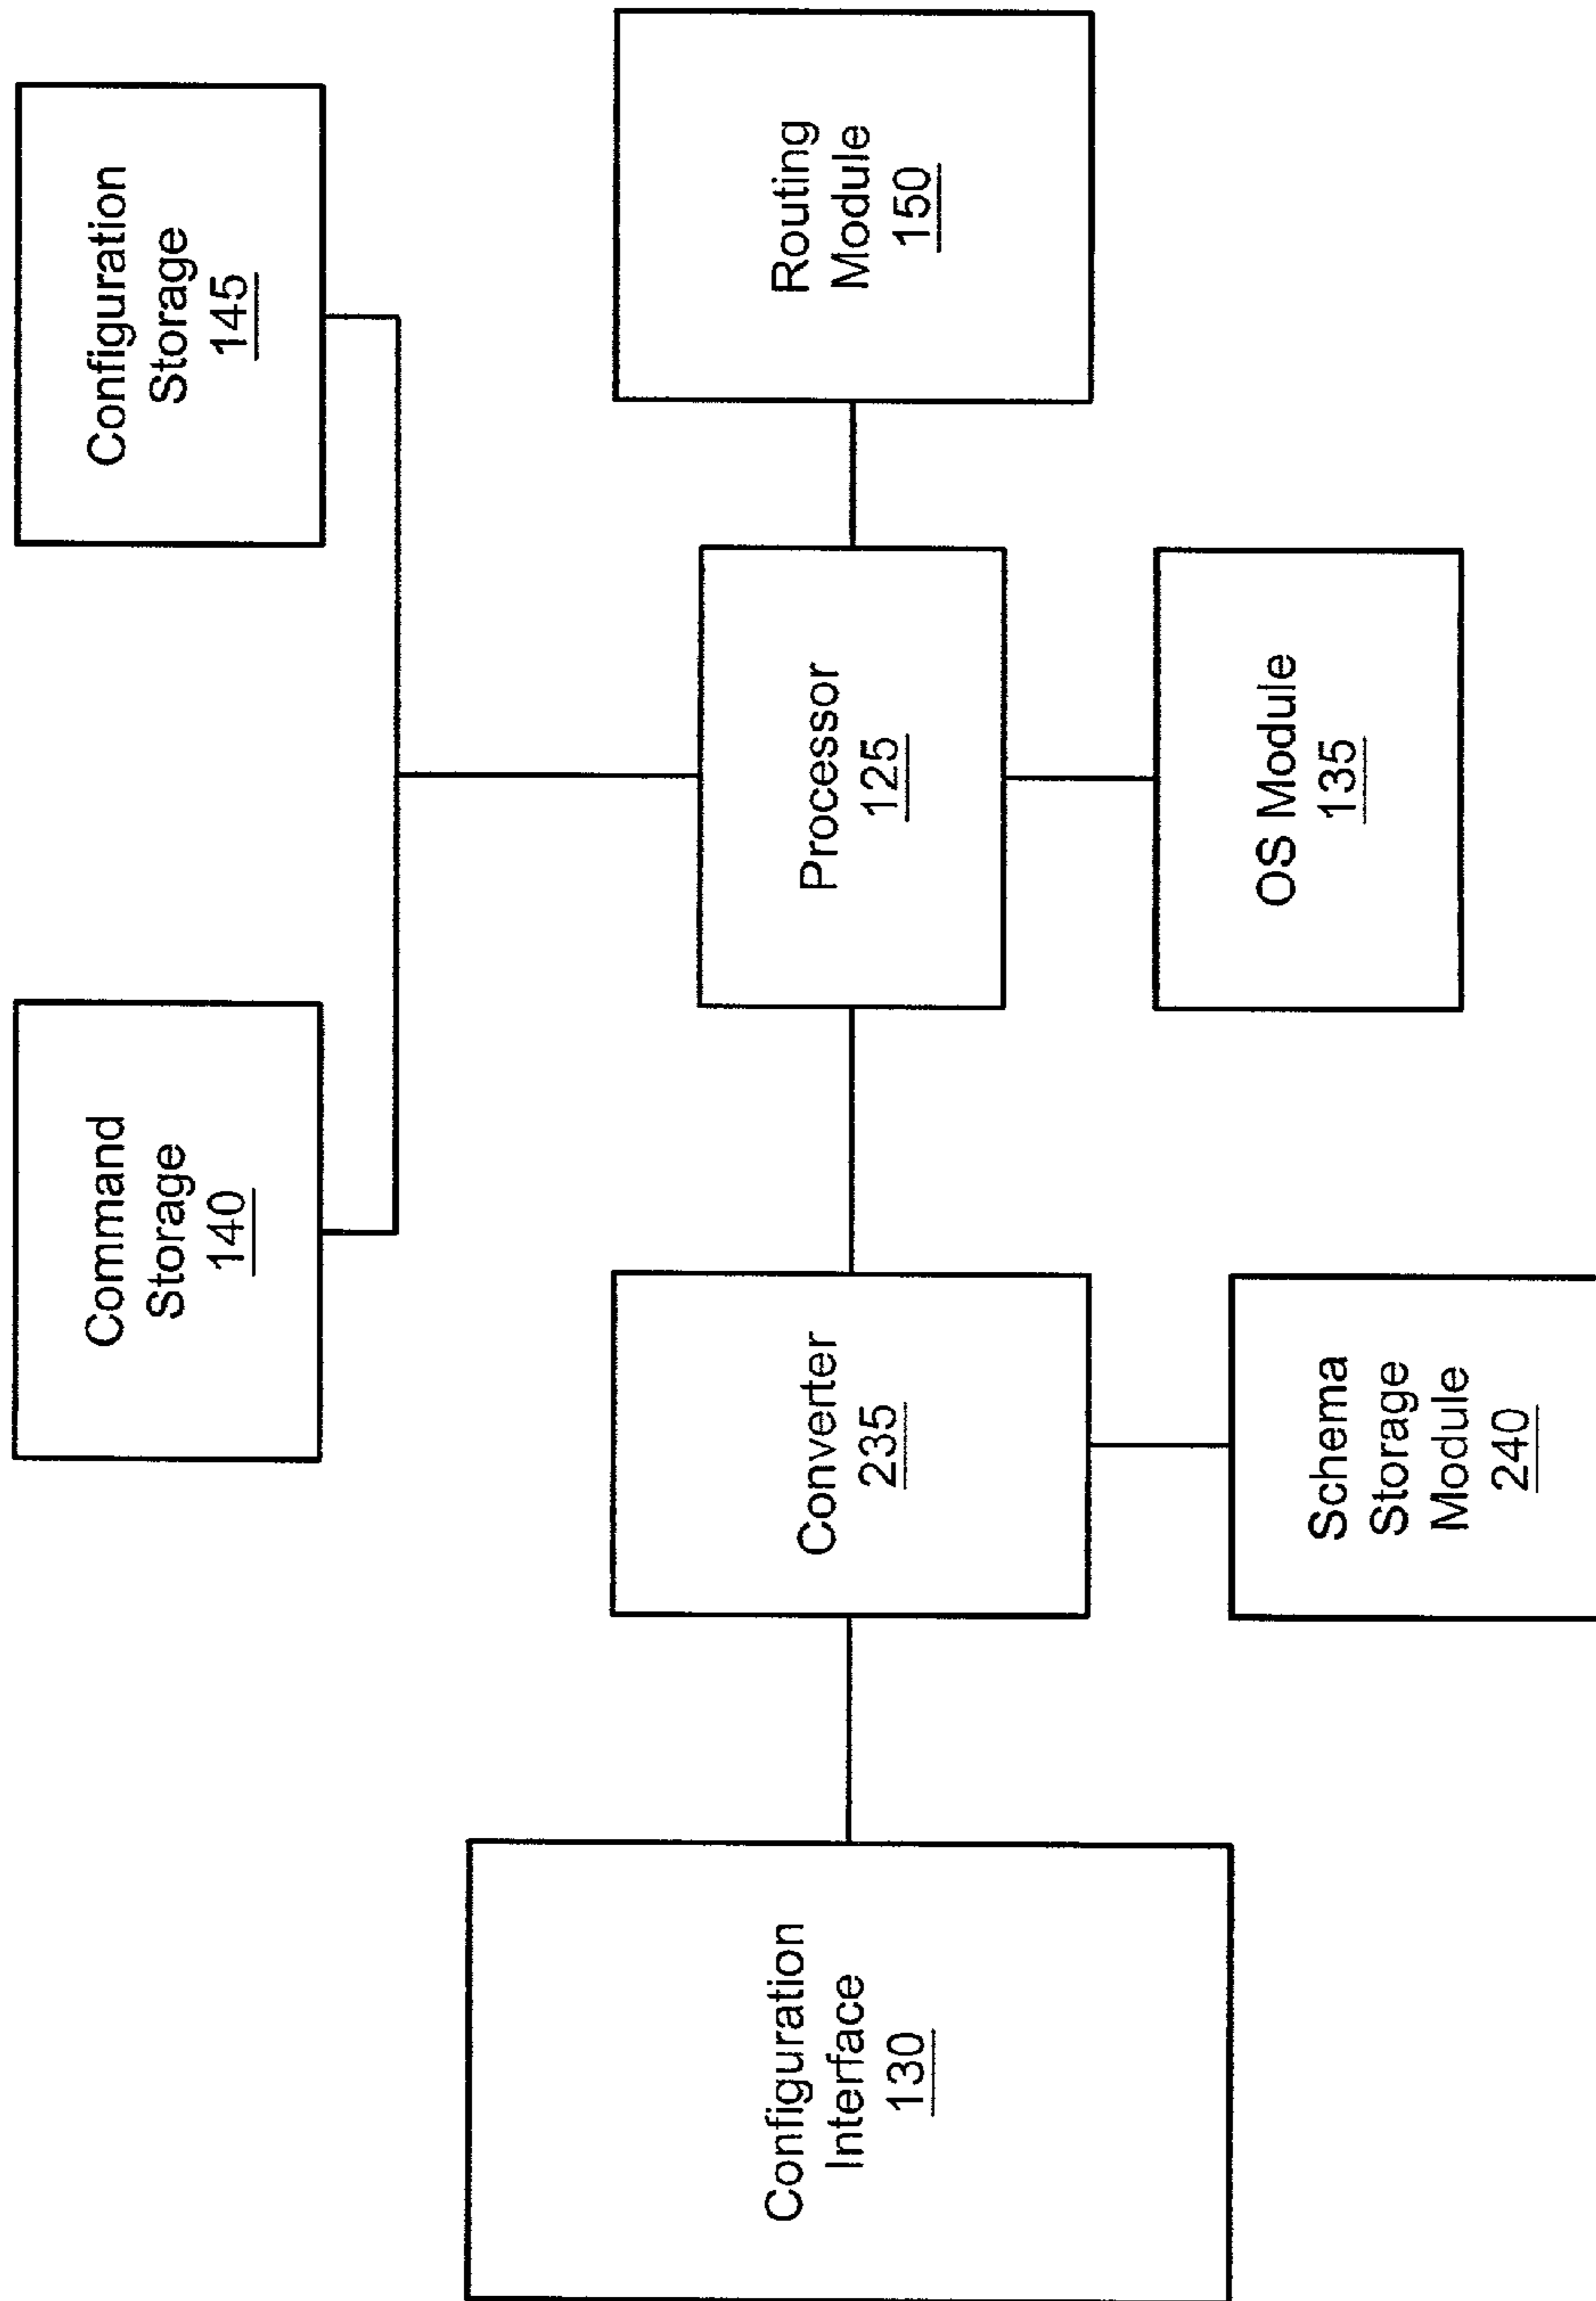 Command
Storage
140
Configuration
Storage
145
Configuration
Interface
130
Converter
235
Processor
125
Routing
Module
150
Schema
Storage
Module
240
OS Module
135